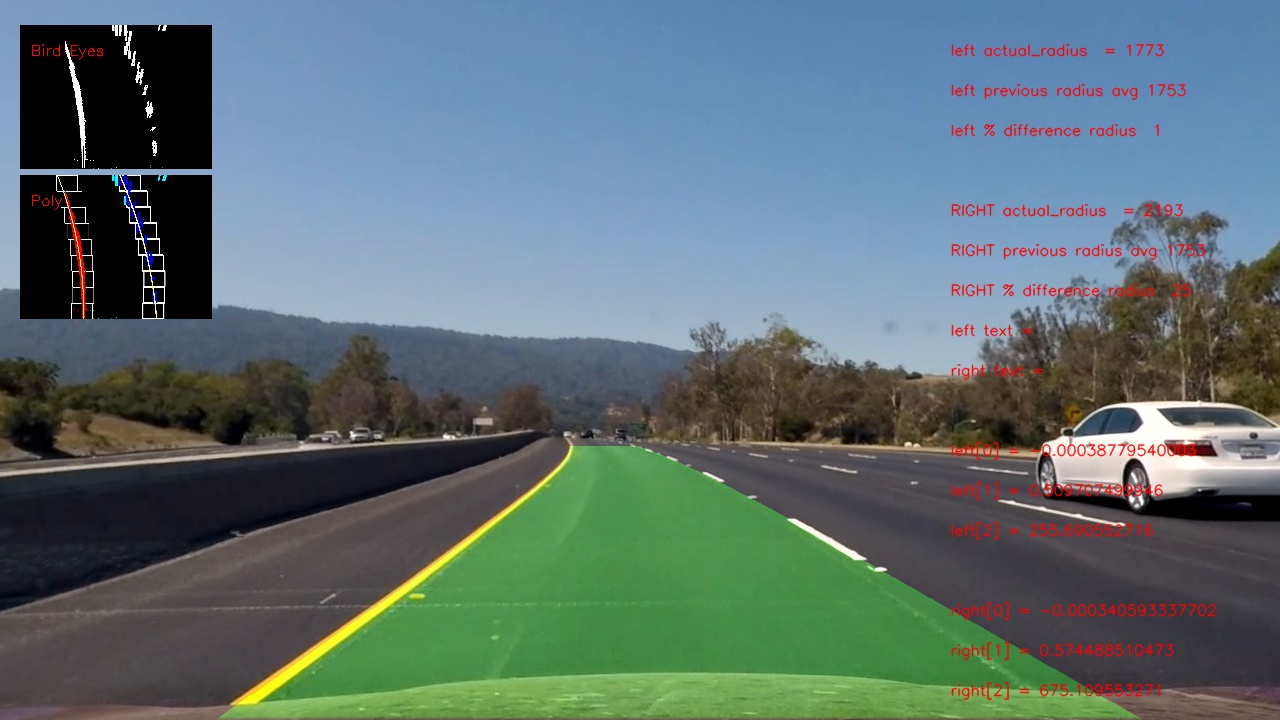 Bird Eyes
Poly
left actual_radius = 1773
left previous radius avg 1753
left % difference radius 1
RIGHT actual_radius = 2193
RIGHT previous radius avg 1753
RIGHT % difference radius 25
left text =
right text =
left[0] = -0.00038779540008
left[1] = 0.509707499946
left[2] = 255.690552716
right[0] = -0.000340593337702
right[1] = 0.574488510473
right[2] = 675.109553271